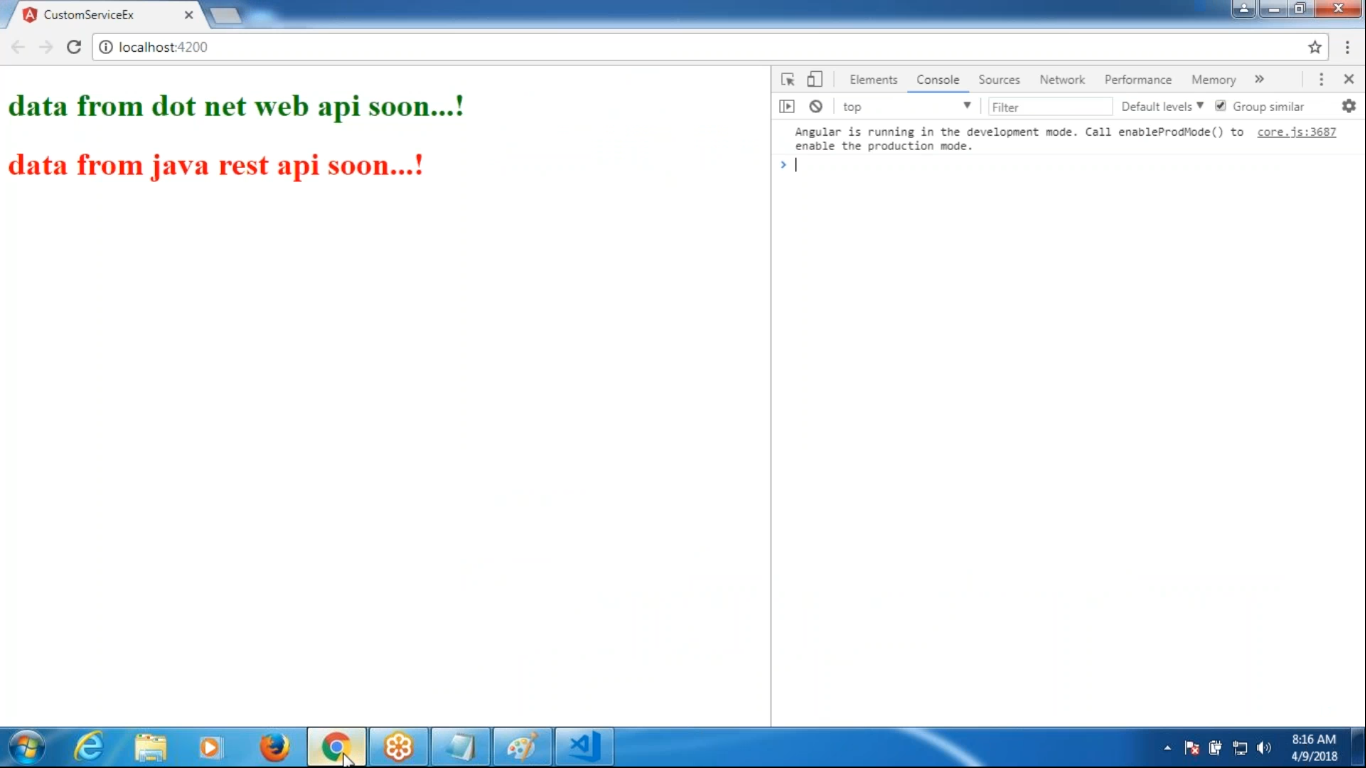 CustomServiceEx
localhost:4200
data from dot net web api soon...!
data from java rest api soon...!
Elements Console Sources Network Performance Memory »
top Filter Default levels Group similar
Angular is running in the development mode. Call enableProdMode() to core.js:3687
enable the production mode.
8:16 AM
4/9/2018